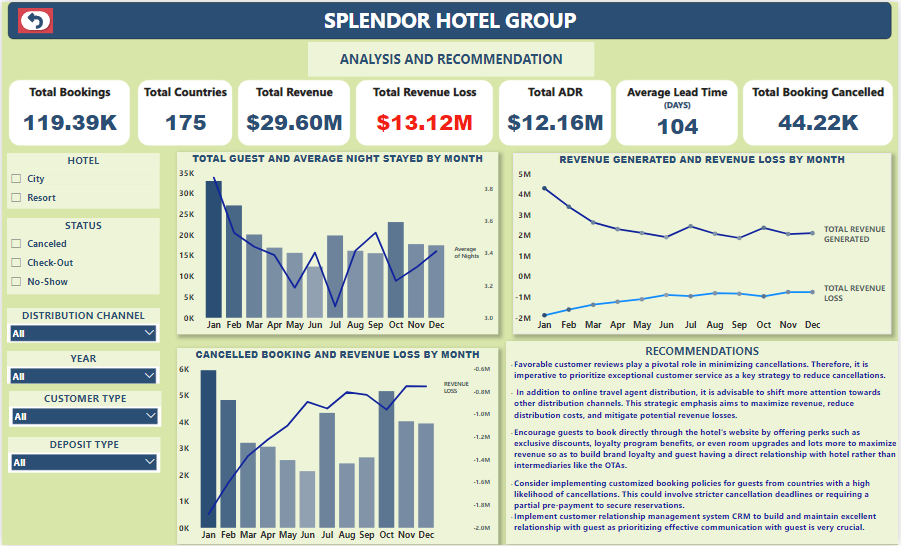 SPLENDOR HOTEL GROUP
ANALYSIS AND RECOMMENDATION
Total Bookings
119.39K
Total Countries
175
Total Revenue
$29.60M
Total Revenue Loss
$13.12M
Total ADR
$12.16M
Average Lead Time
(DAYS)
104
Total Booking Cancelled
44.22K
HOTEL
City
Resort
STATUS
Canceled
Check-Out
No-Show
DISTRIBUTION CHANNEL
All
YEAR
All
CUSTOMER TYPE
All
DEPOSIT TYPE
All
TOTAL GUEST AND AVERAGE NIGHT STAYED BY MONTH
35K
30K
25K
20K
15K
10K
5K
0K
3.8
3.6
3.4
3.2
3.0
Average
of Nights
Jan Feb Mar Apr May Jun Jul Aug Sep Oct Nov Dec
REVENUE GENERATED AND REVENUE LOSS BY MONTH
5M
4M
3M
2M
1M
0M
-1M
-2M
TOTAL REVENUE
GENERATED
TOTAL REVENUE
LOSS
Jan Feb Mar Apr May Jun Jul Aug Sep Oct Nov Dec
CANCELLED BOOKING AND REVENUE LOSS BY MONTH
6K
5K
4K
3K
2K
1K
0K
-0.6M
-0.8M
-1.0M
-1.2M
-1.4M
-1.6M
-1.8M
-2.0M
REVENUE
LOSS
Jan Feb Mar Apr May Jun Jul Aug Sep Oct Nov Dec
RECOMMENDATIONS
-Favorable customer reviews play a pivotal role in minimizing cancellations. Therefore, it is
imperative to prioritize exceptional customer service as a key strategy to reduce cancellations.
- In addition to online travel agent distribution, it is advisable to shift more attention towards
other distribution channels. This strategic emphasis aims to maximize revenue, reduce
distribution costs, and mitigate potential revenue losses.
-Encourage guests to book directly through the hotel's website by offering perks such as
exclusive discounts, loyalty program benefits, or even room upgrades and lots more to maximize
revenue so as to build brand loyalty and guest having a direct relationship with hotel rather than
intermediaries like the OTAs.
-Consider implementing customized booking policies for guests from countries with a high
likelihood of cancellations. This could involve stricter cancellation deadlines or requiring a
partial pre-payment to secure reservations.
-Implement customer relationship management system CRM to build and maintain excellent
relationship with guest as prioritizing effective communication with guest is very crucial.